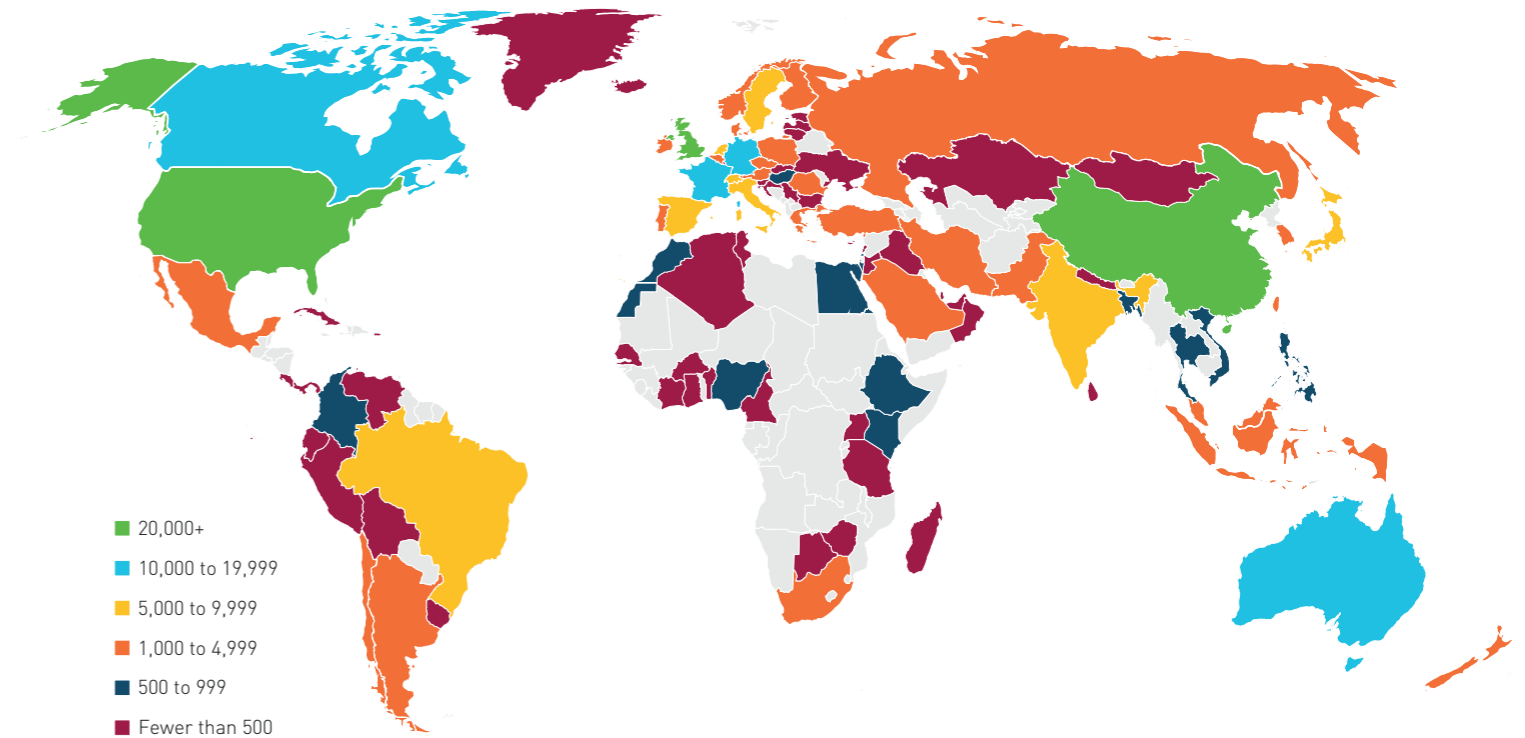 20,000+
10,000 to 19,999
5,000 to 9,999
1,000 to 4,999
500 to 999
Fewer than 500